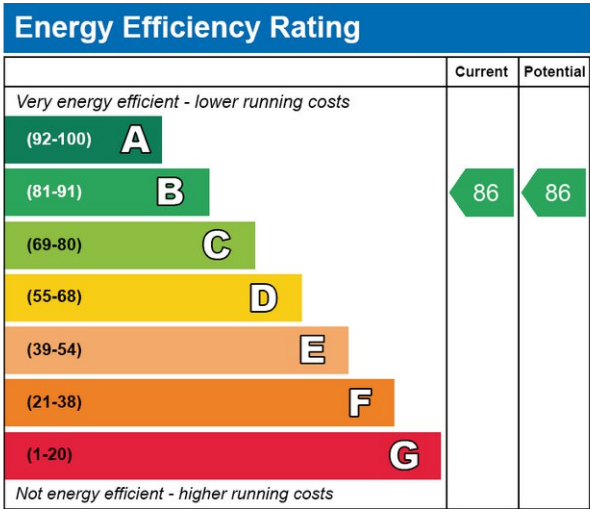 Energy Efficiency Rating
Current Potential
Very energy efficient - lower running costs
(92-100) A
(81-91) B 86 86
(69-80) C
(55-68) D
(39-54) E
(21-38) F
(1-20) G
Not energy efficient - higher running costs